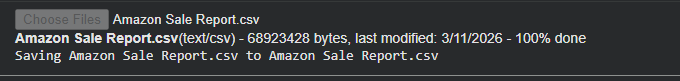 Choose Files Amazon Sale Report.csv
Amazon Sale Report.csv(text/csv) - 68923428 bytes, last modified: 3/11/2026 - 100% done
Saving Amazon Sale Report.csv to Amazon Sale Report.csv